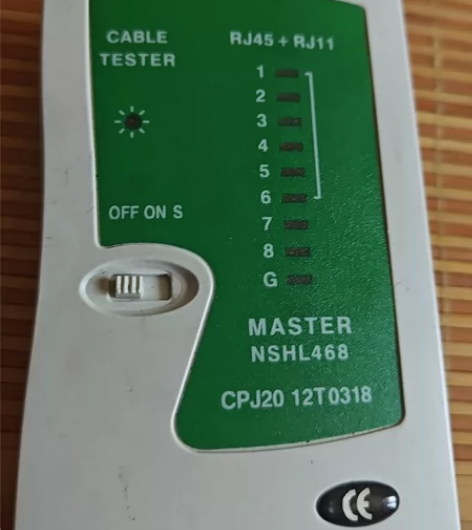 CABLE
TESTER
RJ45 + RJ11
1
2
3
4
5
6
7
8
G
OFF ON S
MASTER
NSHL468
CPJ20 12T0318
CE